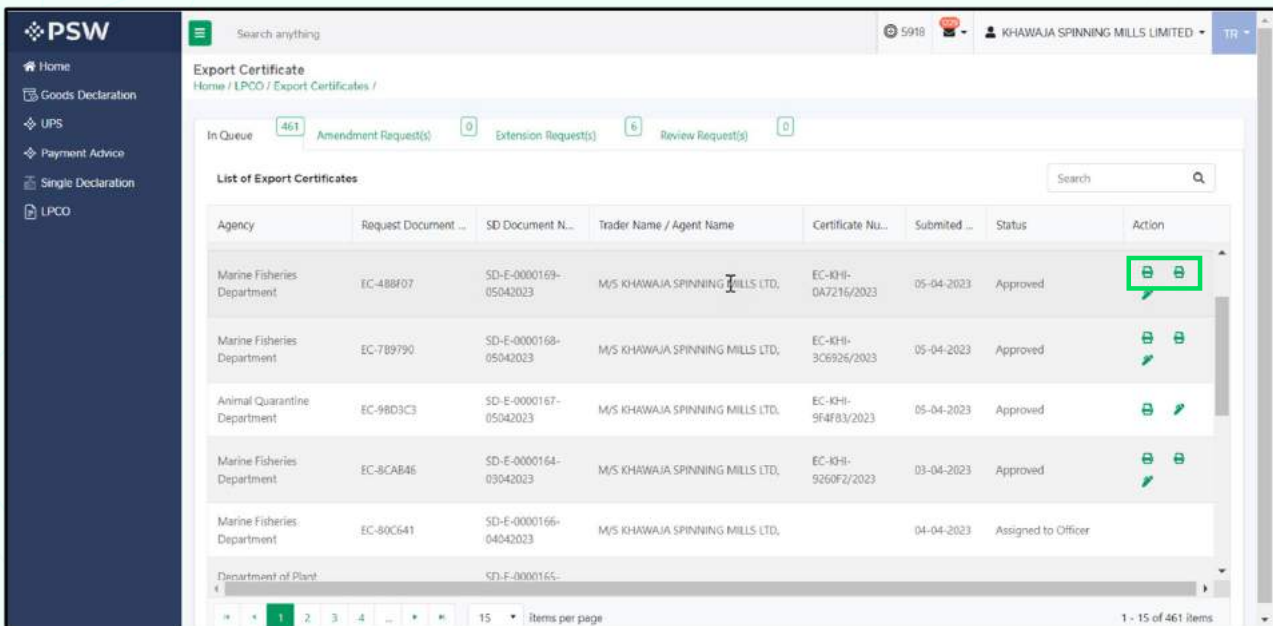 PSW
Search anything
5918
KHAWAJA SPINNING MILLS LIMITED
TR
Home
Goods Declaration
UPS
Payment Advice
Single Declaration
LPCO
Export Certificate
Home / LPCO / Export Certificates /
In Queue 461 Amendment Request(s) 0 Extension Request(s) 6 Review Request(s) 0
List of Export Certificates
Search
Agency Request Document ... SD Document N... Trader Name / Agent Name Certificate Nu... Submited ... Status Action
Marine Fisheries Department EC-4B8F07 SD-E-0000169-05042023 M/S KHAWAJA SPINNING MILLS LTD, EC-KHI-0A7216/2023 05-04-2023 Approved
Marine Fisheries Department EC-7B9790 SD-E-0000168-05042023 M/S KHAWAJA SPINNING MILLS LTD, EC-KHI-3C6926/2023 05-04-2023 Approved
Animal Quarantine Department EC-9BD3C3 SD-E-0000167-05042023 M/S KHAWAJA SPINNING MILLS LTD, EC-KHI-9F4F83/2023 05-04-2023 Approved
Marine Fisheries Department EC-8CAB46 SD-E-0000164-03042023 M/S KHAWAJA SPINNING MILLS LTD, EC-KHI-9260F2/2023 03-04-2023 Approved
Marine Fisheries Department EC-80C641 SD-E-0000166-04042023 M/S KHAWAJA SPINNING MILLS LTD, 04-04-2023 Assigned to Officer
Department of Plant SD-E-0000165-
1 2 3 4 ... 15 items per page 1 - 15 of 461 items